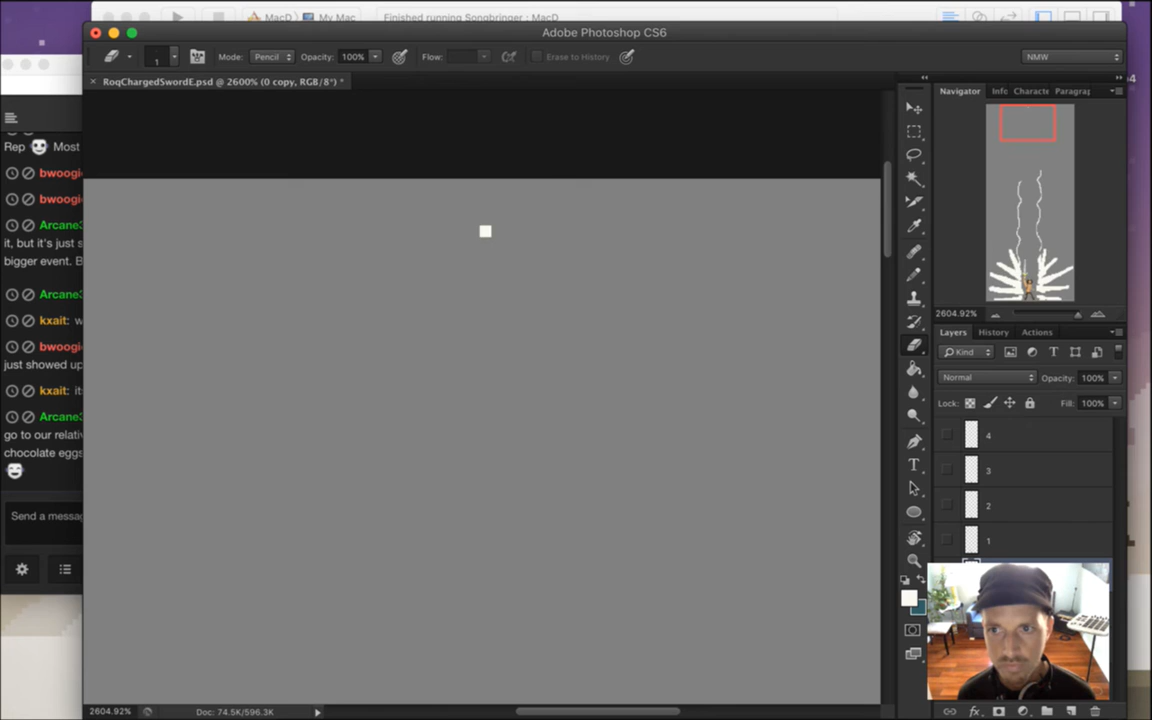 MacD 〉 My Mac
Finished running Songbringer : MacD
Adobe Photoshop CS6
1
Mode: Pencil
Opacity: 100%
Flow:
Erase to History
NMW
× RoqChargedSwordE.psd @ 2600% (0 copy, RGB/8*) *
Rep Most
bwoogi
bwoogi
Arcane3
it, but it's just s
bigger event. B
Arcane3
kxait: w
bwoogi
just showed up
kxait: it
Arcane3
go to our relati
chocolate eggs
Send a messag
Navigator Info Characte Paragrap
2604.92%
Layers History Actions
Kind
Normal Opacity: 100%
Lock: Fill: 100%
4
3
2
1
2604.92% Doc: 74.5K/596.3K